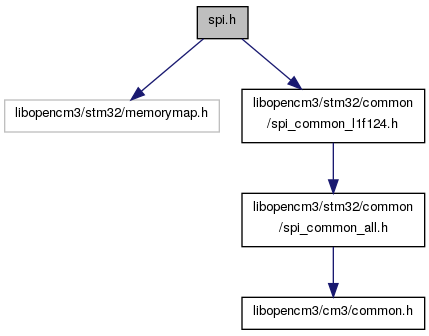 spi.h
libopencm3/stm32/memorymap.h
libopencm3/stm32/common
/spi_common_l1f124.h
libopencm3/stm32/common
/spi_common_all.h
libopencm3/cm3/common.h